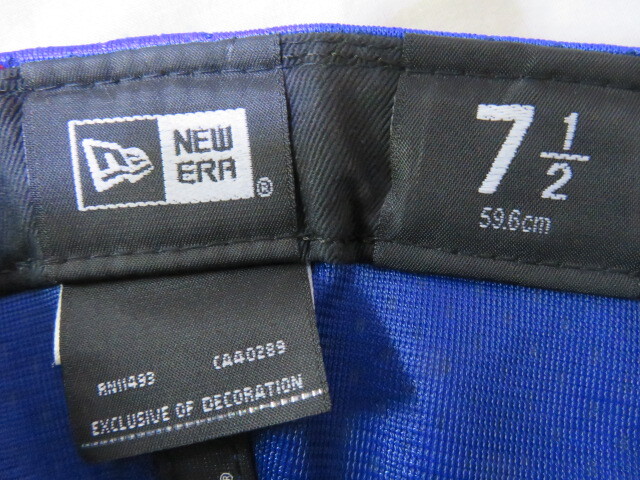 NEW
ERA
®
7 1/2
59.6cm
RN11493 CA40289
EXCLUSIVE OF DECORATION
®